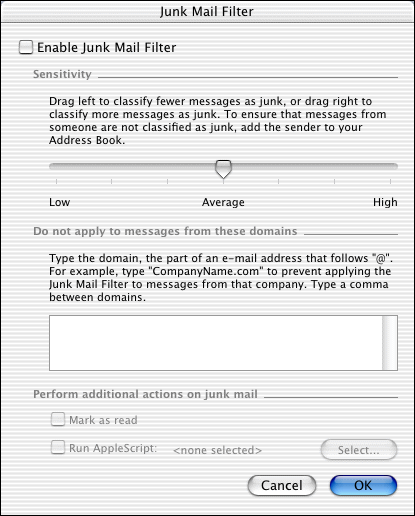 Junk Mail Filter
Enable Junk Mail Filter
Sensitivity
Drag left to classify fewer messages as junk, or drag right to
classify more messages as junk. To ensure that messages from
someone are not classified as junk, add the sender to your
Address Book.
Low Average High
Do not apply to messages from these domains
Type the domain, the part of an e-mail address that follows "@".
For example, type "CompanyName.com" to prevent applying the
Junk Mail Filter to messages from that company. Type a comma
between domains.
Perform additional actions on junk mail
Mark as read
Run AppleScript: <none selected> Select...
Cancel OK